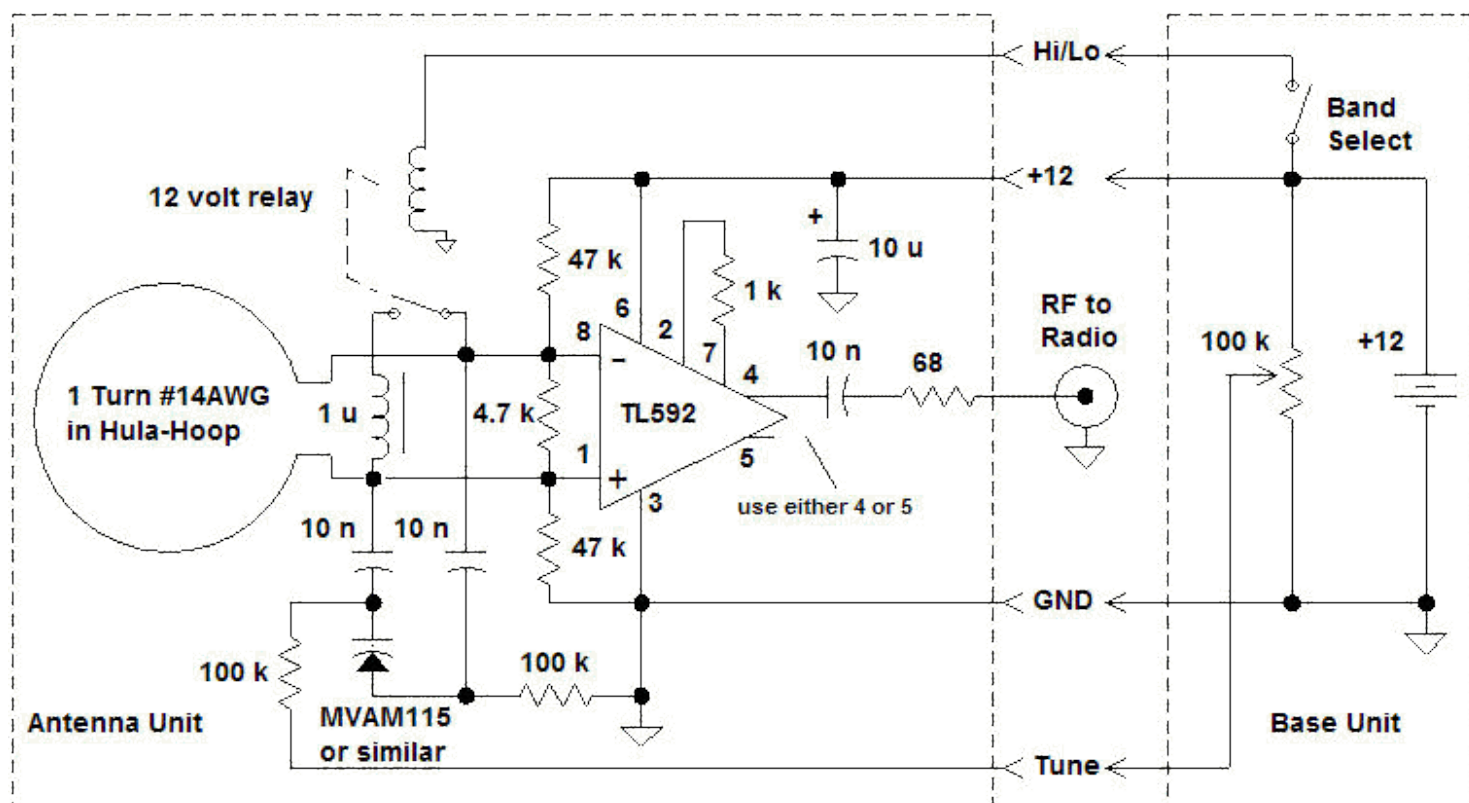 Hi/Lo
Band
Select
12 volt relay
+12
47 k
+
10 u
1 k
6
2
8
7
-
10 n
4
68
RF to
Radio
100 k
+12
1 Turn #14AWG
in Hula-Hoop
1 u
4.7 k
TL592
1
+
5
3
use either 4 or 5
10 n
10 n
47 k
GND
100 k
100 k
MVAM115
or similar
Antenna Unit
Base Unit
Tune